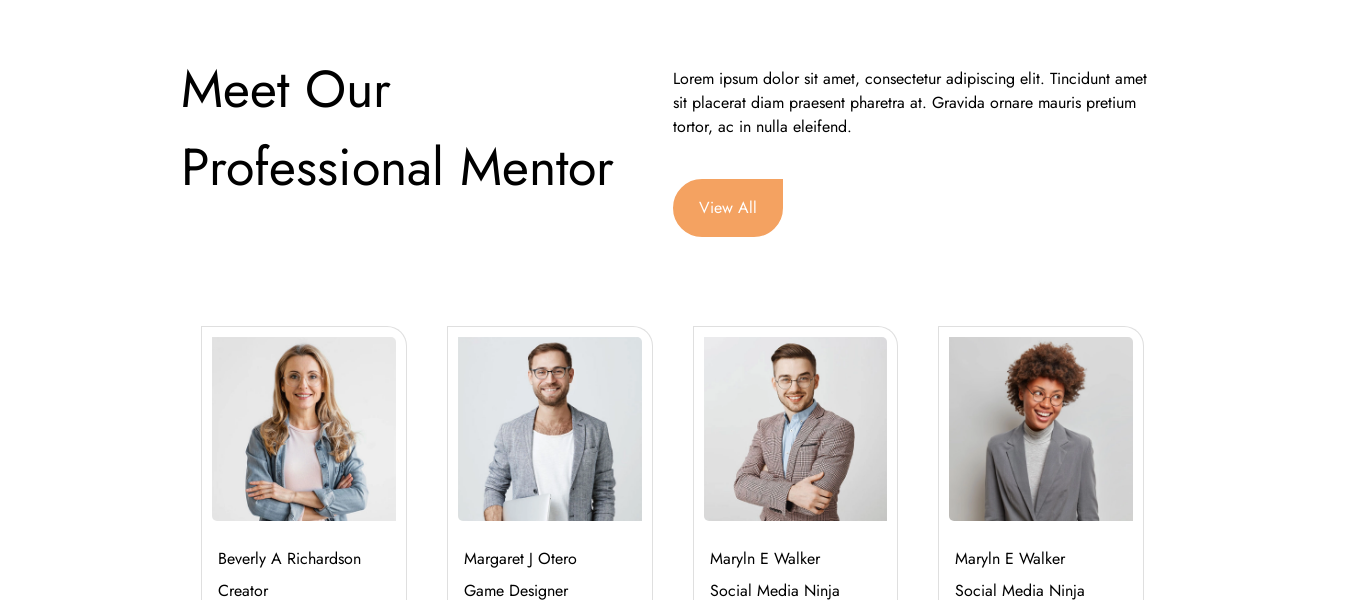 Meet Our
Professional Mentor
Lorem ipsum dolor sit amet, consectetur adipiscing elit. Tincidunt amet
sit placerat diam praesent pharetra at. Gravida ornare mauris pretium
tortor, ac in nulla eleifend.
View All
Beverly A Richardson
Creator
Margaret J Otero
Game Designer
Maryln E Walker
Social Media Ninja
Maryln E Walker
Social Media Ninja